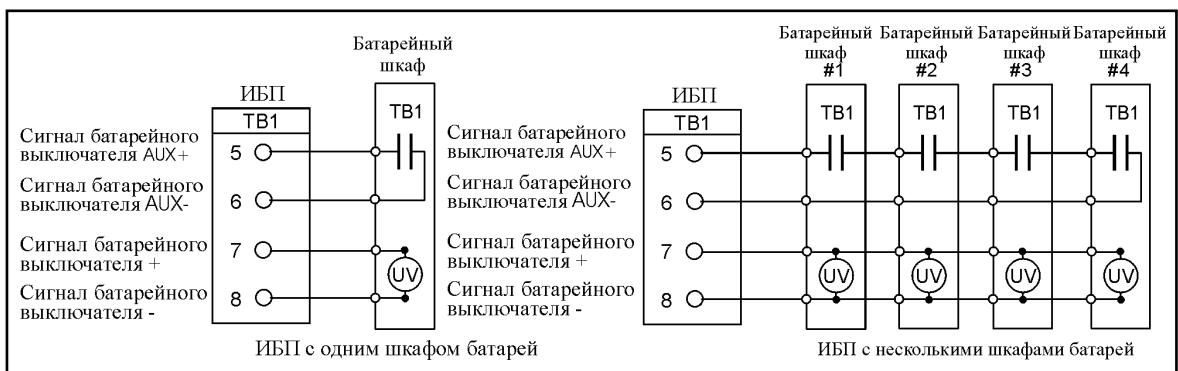 Батарейный
шкаф
ИБП
TB1
TB1
Сигнал батарейного
выключателя AUX+
5
Сигнал батарейного
выключателя AUX-
6
Сигнал батарейного
выключателя +
7
Сигнал батарейного
выключателя -
8
UV
ИБП с одним шкафом батарей
Батарейный
шкаф
#1
Батарейный
шкаф
#2
Батарейный
шкаф
#3
Батарейный
шкаф
#4
ИБП
TB1
TB1
TB1
TB1
TB1
Сигнал батарейного
выключателя AUX+
5
Сигнал батарейного
выключателя AUX-
6
Сигнал батарейного
выключателя +
7
Сигнал батарейного
выключателя -
8
UV
UV
UV
UV
ИБП с несколькими шкафами батарей